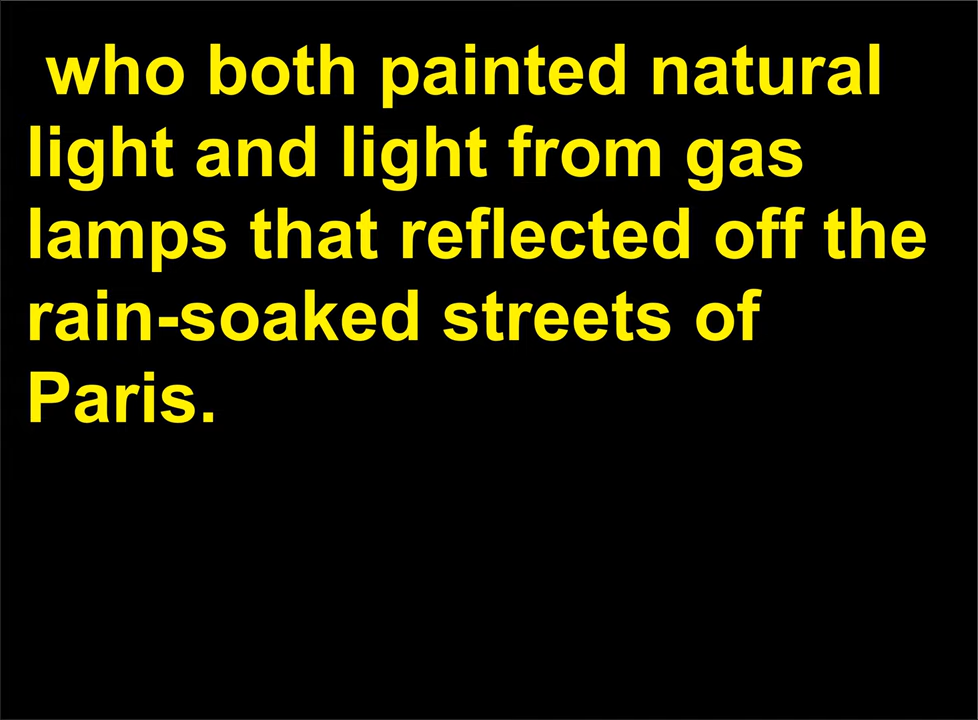 who both painted natural
light and light from gas
lamps that reflected off the
rain-soaked streets of
Paris.